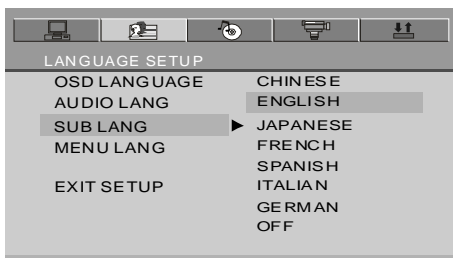 LANGUAGE SETUP
OSD LANGUAGE
AUDIO LANG
SUB LANG
MENU LANG
EXIT SETUP
CHINESE
ENGLISH
JAPANESE
FRENCH
SPANISH
ITALIAN
GERMAN
OFF